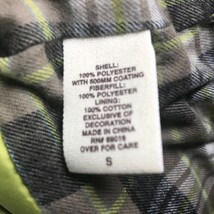 SHELL:
100% POLYESTER
WITH 600MM COATING
FIBERFILL:
100% POLYESTER
LINING:
100% COTTON
EXCLUSIVE OF
DECORATION
MADE IN CHINA
RN# 89016
OVER FOR CARE
S